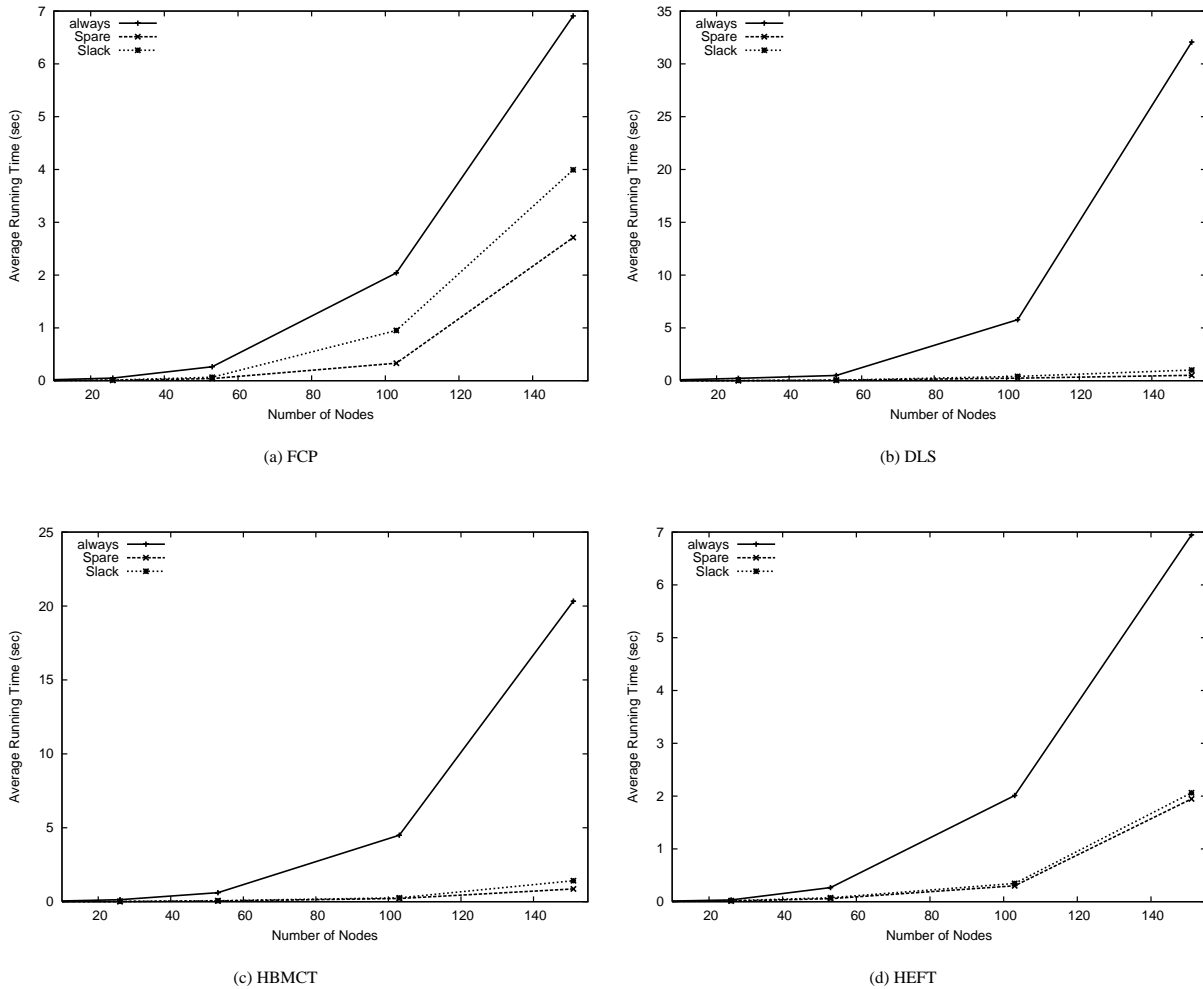 7
6
5
4
3
2
1
0
always
Spare
Slack
Average Running Time (sec)
20 40 60 80 100 120 140
Number of Nodes
(a) FCP
35
30
25
20
15
10
5
0
always
Spare
Slack
Average Running Time (sec)
20 40 60 80 100 120 140
Number of Nodes
(b) DLS
25
20
15
10
5
0
always
Spare
Slack
Average Running Time (sec)
20 40 60 80 100 120 140
Number of Nodes
(c) HBMCT
7
6
5
4
3
2
1
0
always
Spare
Slack
Average Running Time (sec)
20 40 60 80 100 120 140
Number of Nodes
(d) HEFT